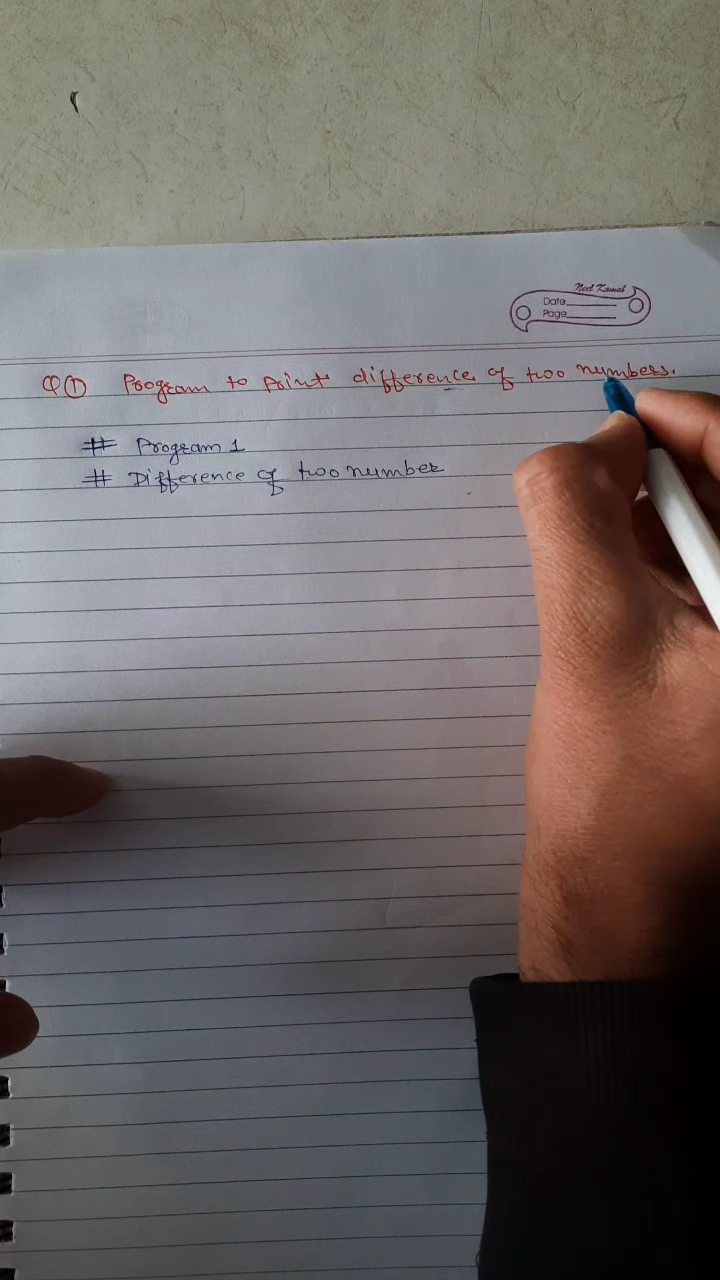 Neel Kamal
Date
Page
Q① Program to print difference of two numbers.
# Program 1
# Difference of two number